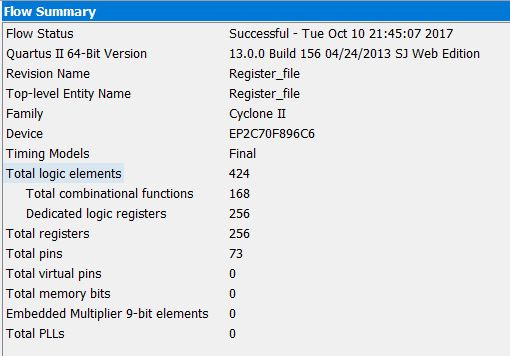 Flow Summary
Flow Status Successful - Tue Oct 10 21:45:07 2017
Quartus II 64-Bit Version 13.0.0 Build 156 04/24/2013 SJ Web Edition
Revision Name Register_file
Top-level Entity Name Register_file
Family Cyclone II
Device EP2C70F896C6
Timing Models Final
Total logic elements 424
Total combinational functions 168
Dedicated logic registers 256
Total registers 256
Total pins 73
Total virtual pins 0
Total memory bits 0
Embedded Multiplier 9-bit elements 0
Total PLLs 0